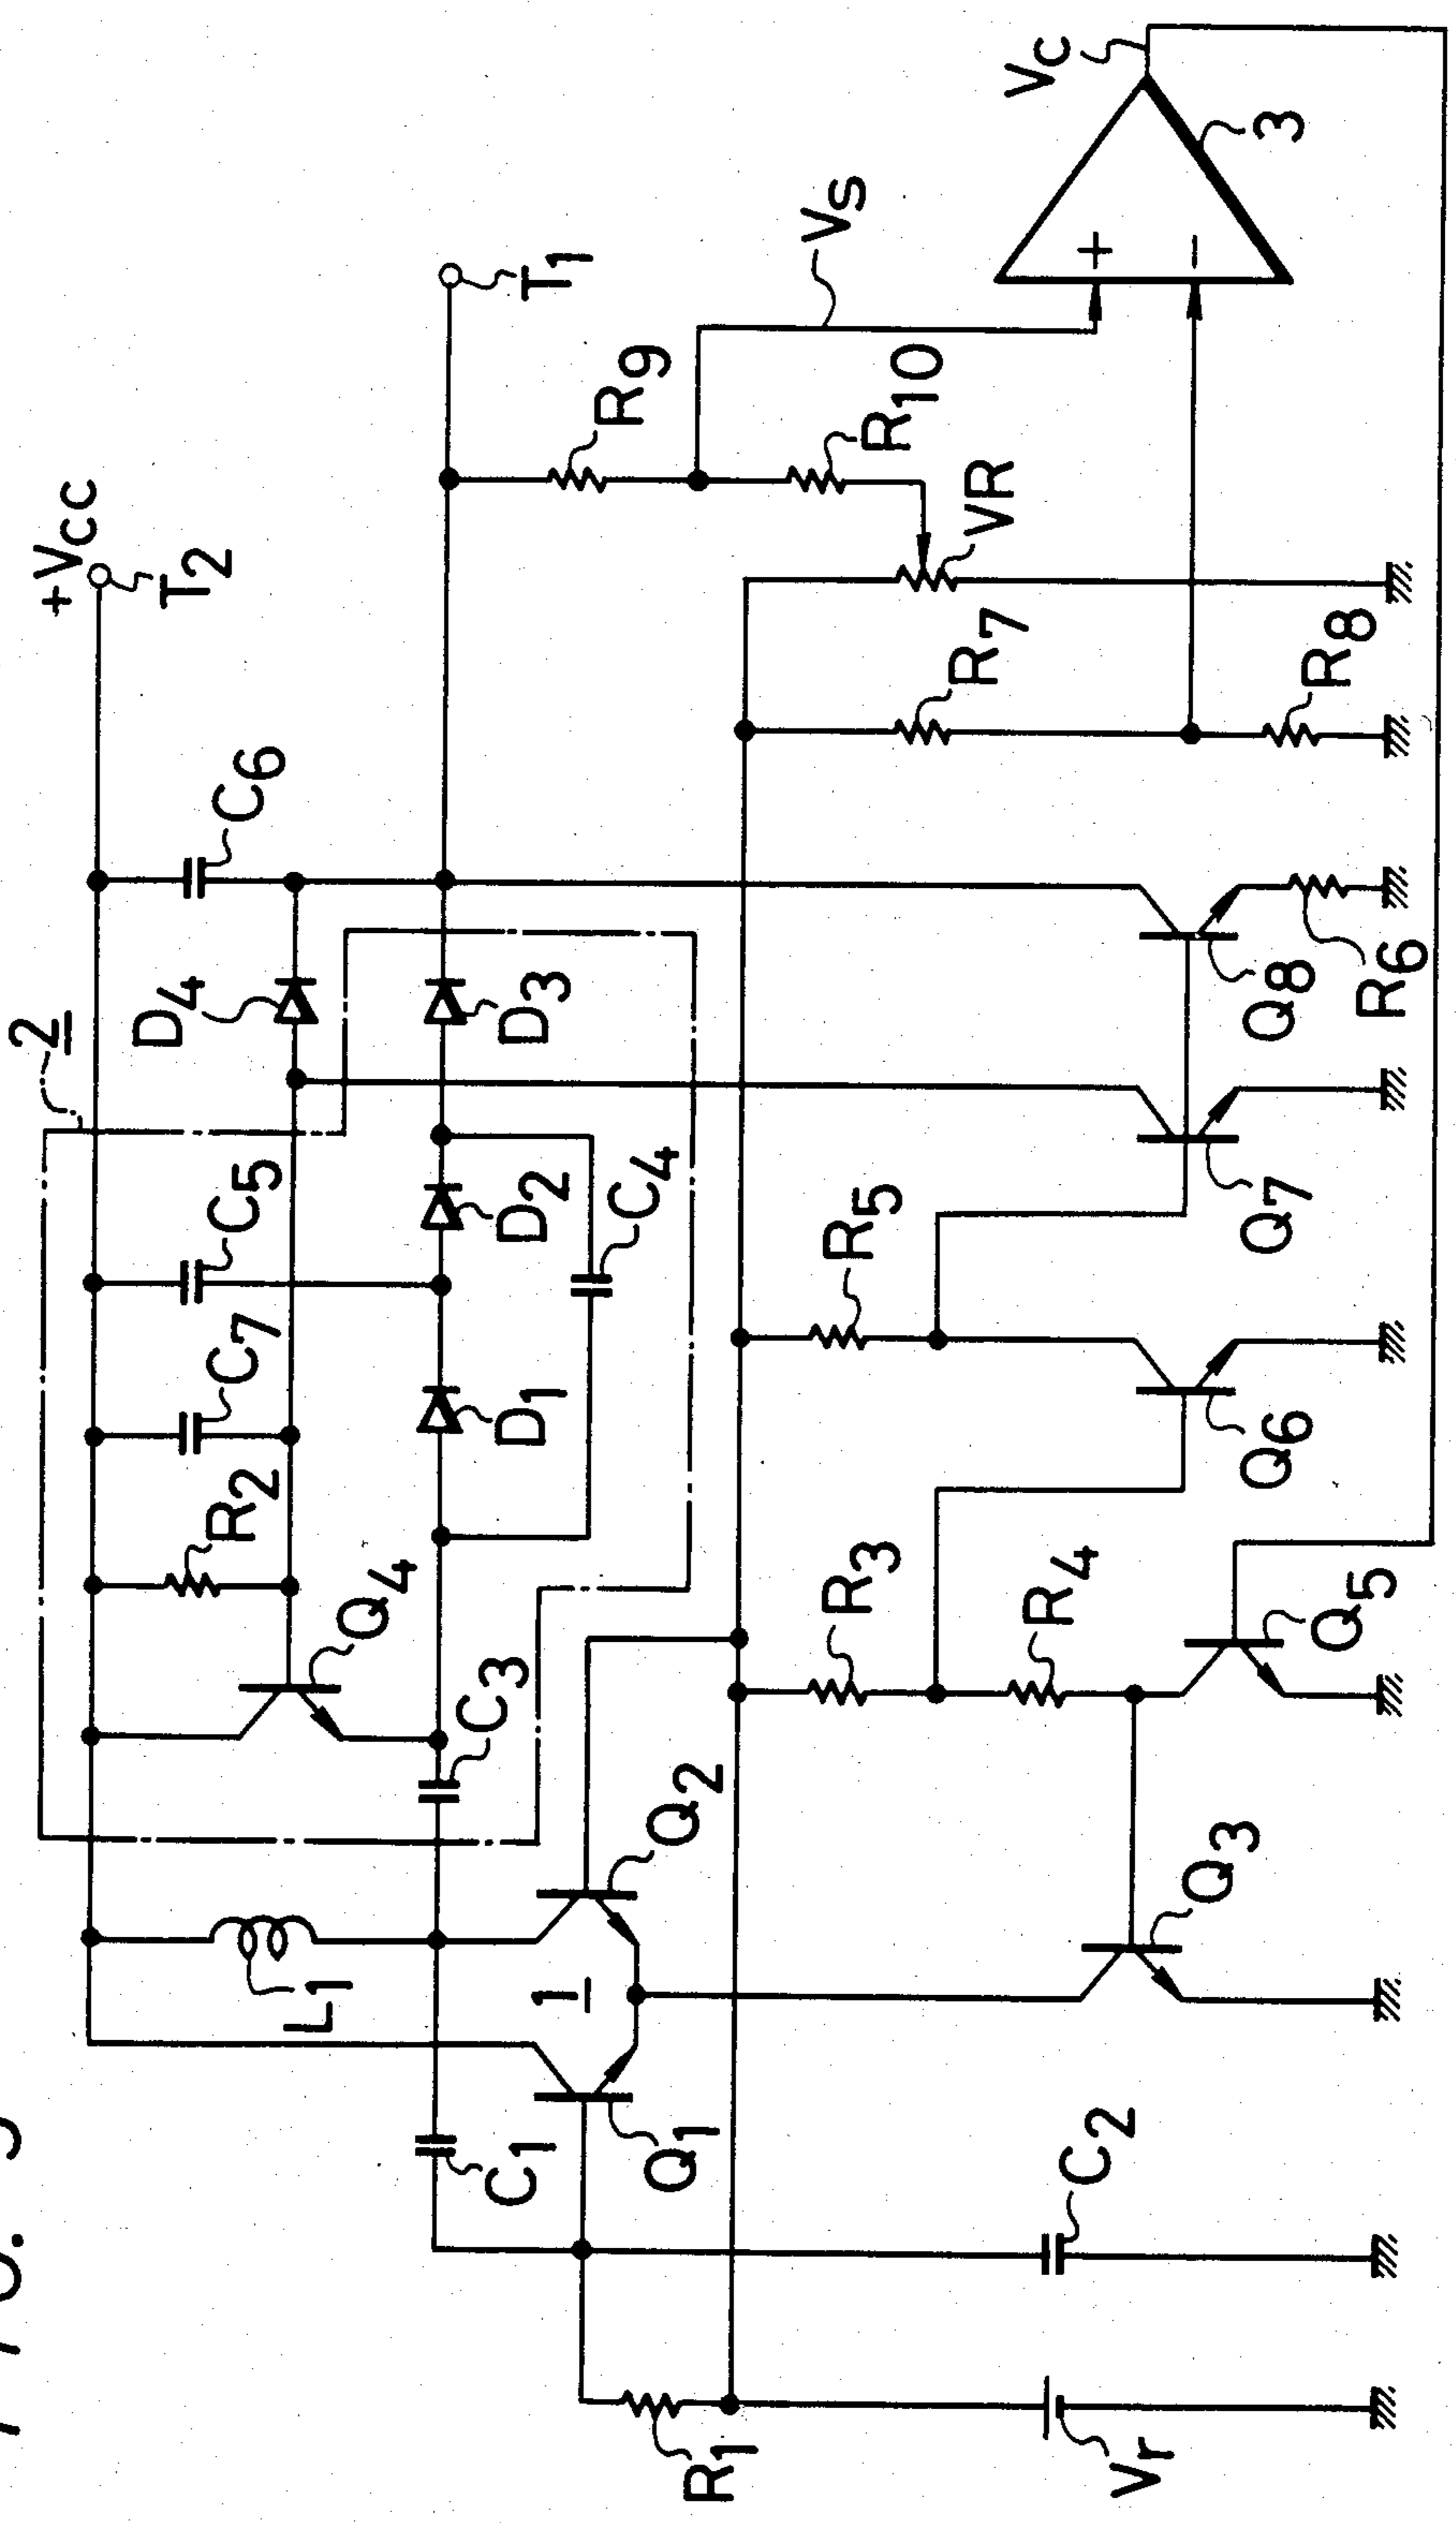 +VCC
T2
2
C6
D4
C5
C7
R2
Q4
L1
T1
D3
D2
C4
D1
C3
C1
1
Q2
Q1
R1
VS
VC
R9
R10
VR
R7
3
R5
R3
R4
R8
Q8
R6
Q7
Q6
Q5
Q3
C2
Vr